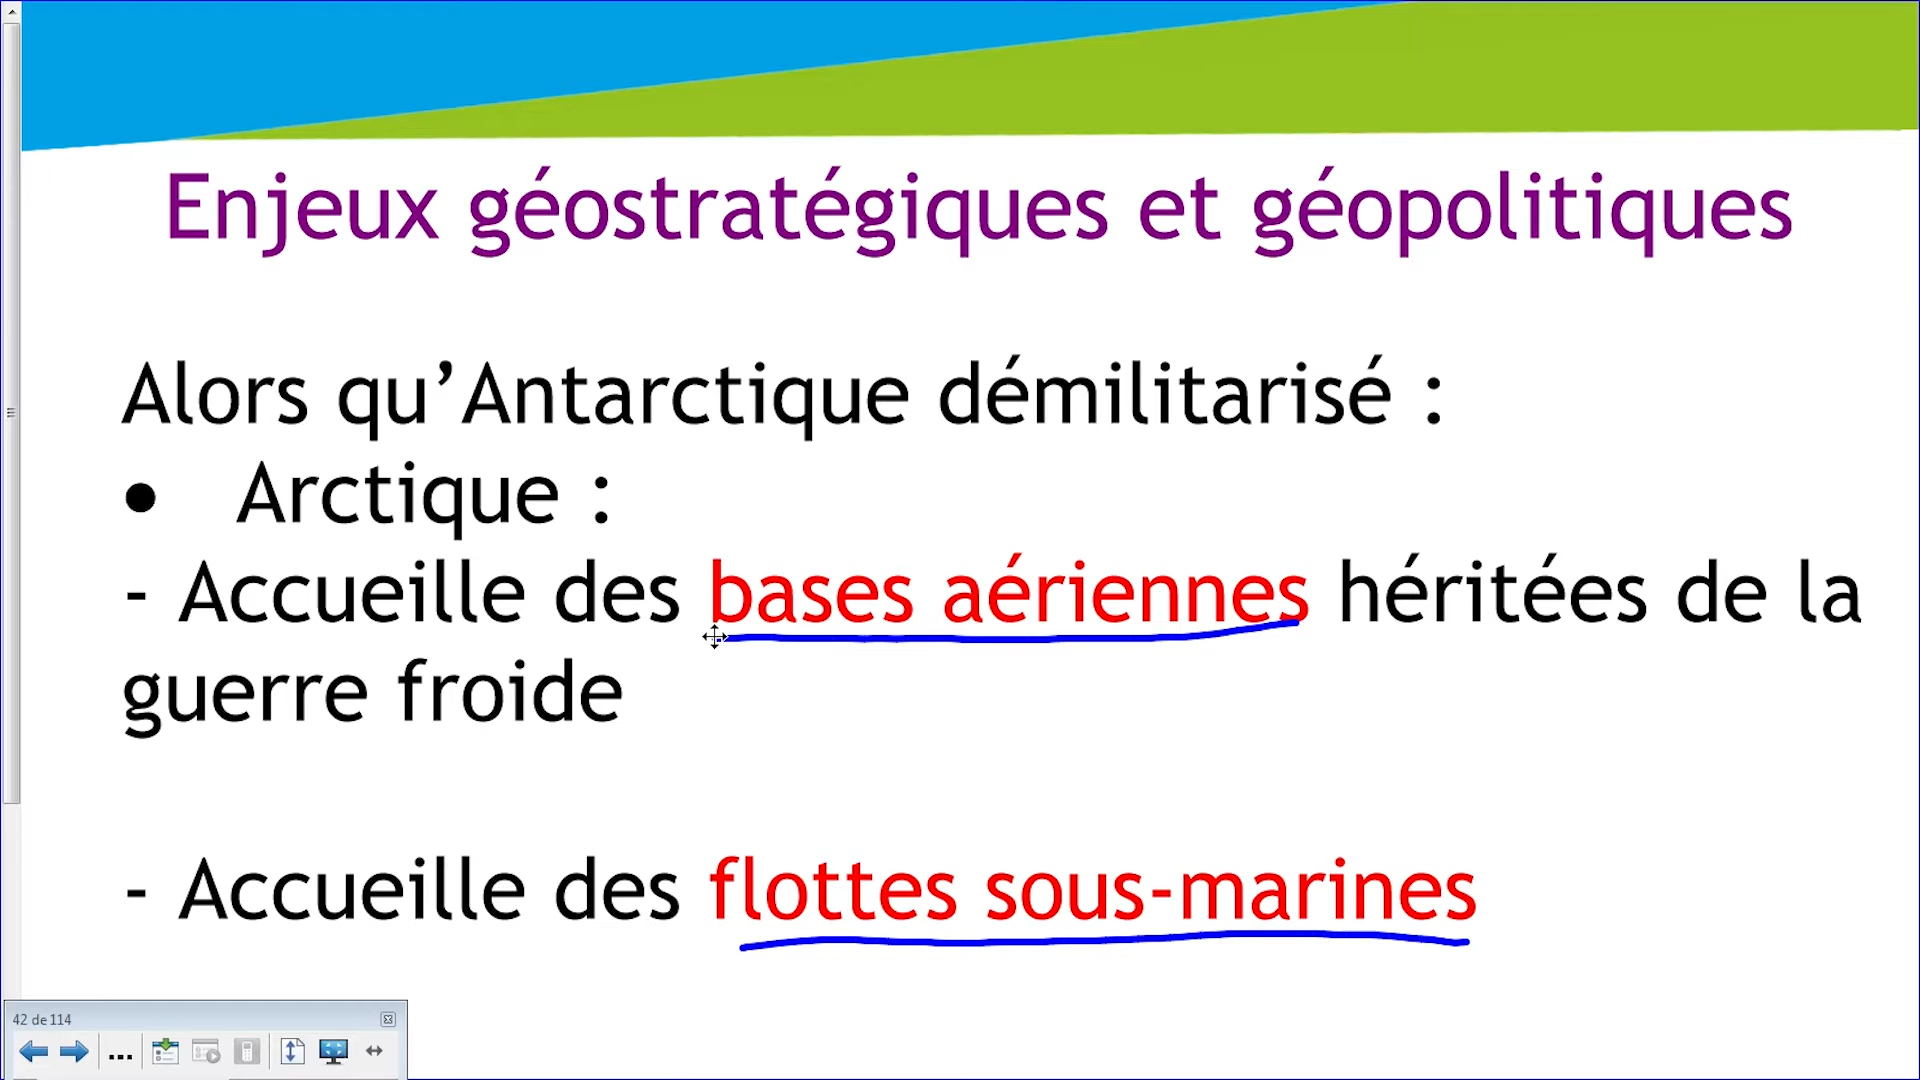 Enjeux géostratégiques et géopolitiques
Alors qu’Antarctique démilitarisé :
• Arctique :
- Accueille des bases aériennes héritées de la
guerre froide
- Accueille des flottes sous-marines
42 de 114
...